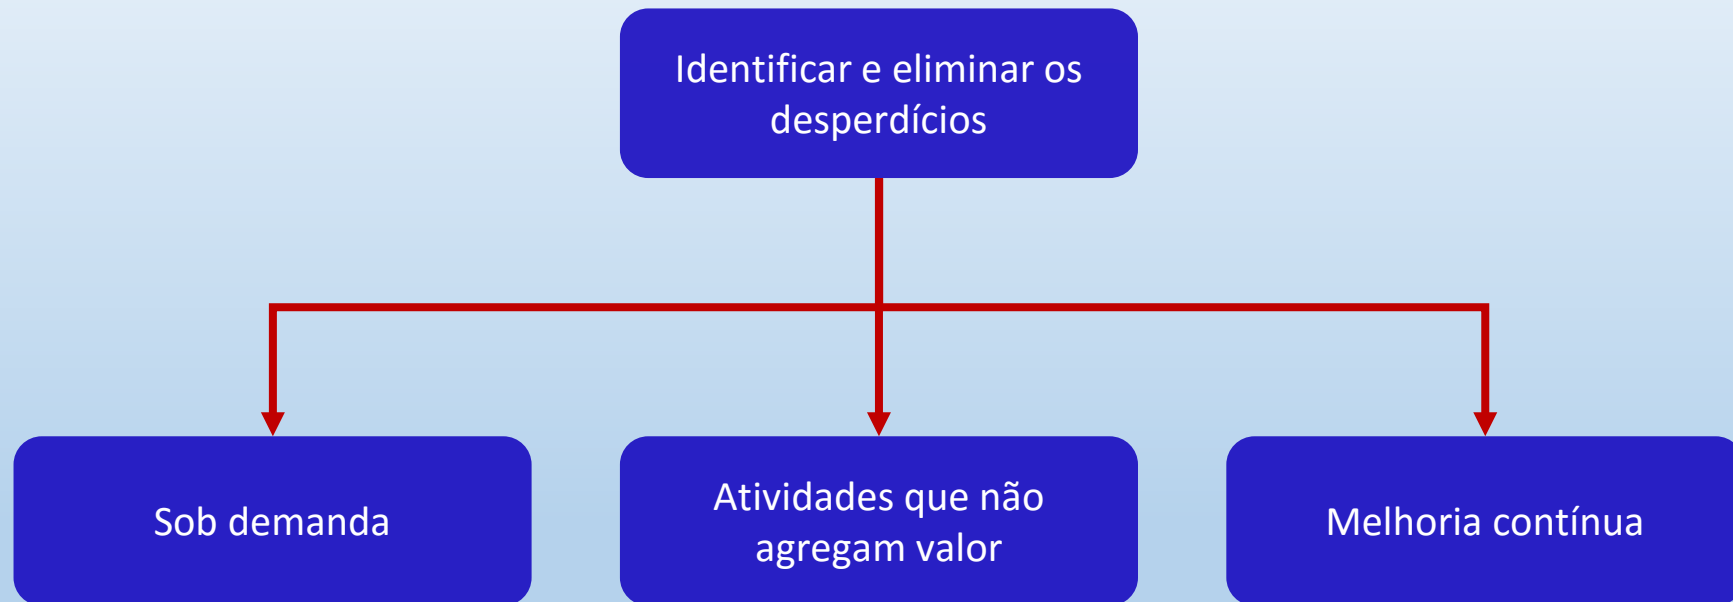 Identificar e eliminar os
desperdícios
Sob demanda
Atividades que não
agregam valor
Melhoria contínua